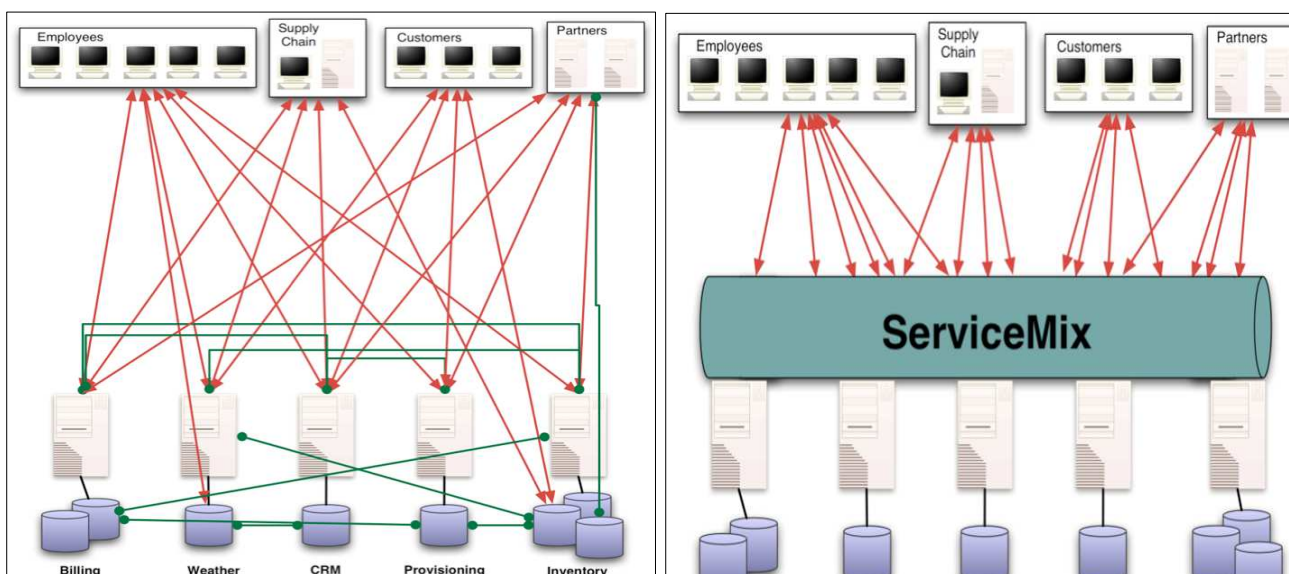 Employees
Supply
Chain
Customers
Partners
Billing
Weather
CRM
Provisioning
Inventory
Employees
Supply
Chain
Customers
Partners
ServiceMix